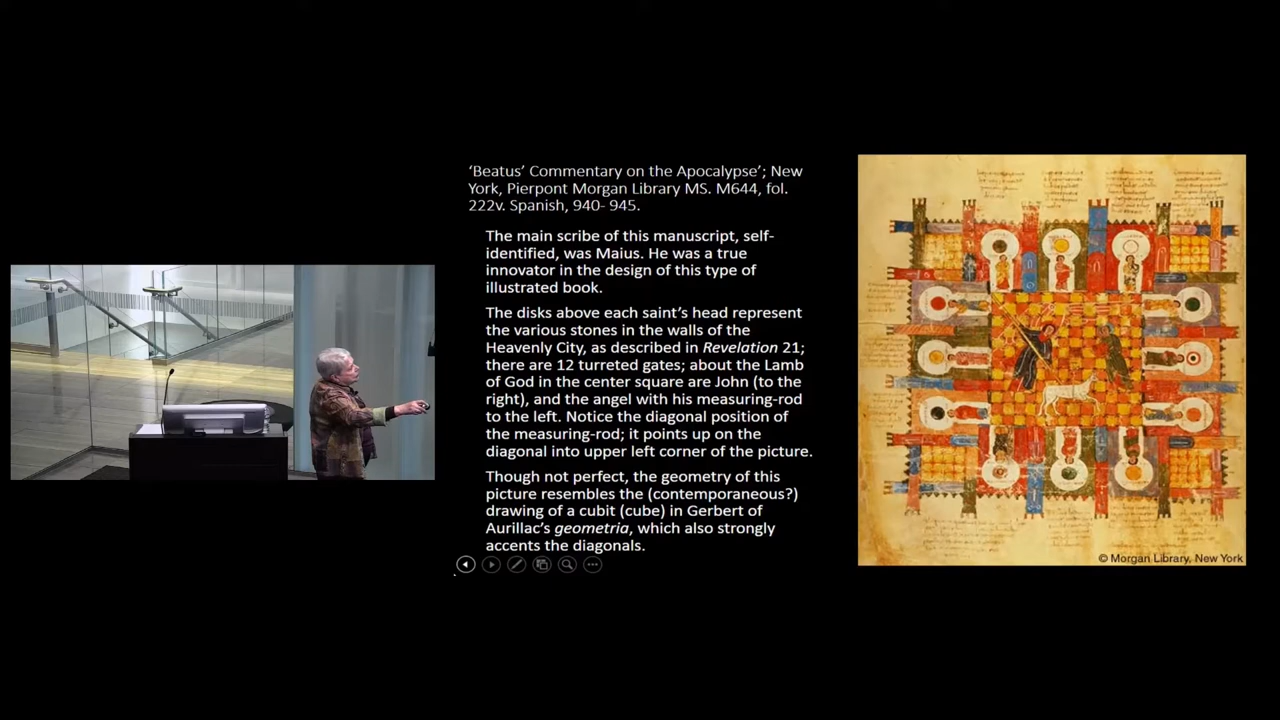 ‘Beatus’ Commentary on the Apocalypse’; New
York, Pierpont Morgan Library MS. M644, fol.
222v. Spanish, 940- 945.
The main scribe of this manuscript, self-
identified, was Maius. He was a true
innovator in the design of this type of
illustrated book.
The disks above each saint’s head represent
the various stones in the walls of the
Heavenly City, as described in Revelation 21;
there are 12 turreted gates; about the Lamb
of God in the center square are John (to the
right), and the angel with his measuring-rod
to the left. Notice the diagonal position of
the measuring-rod; it points up on the
diagonal into upper left corner of the picture.
Though not perfect, the geometry of this
picture resembles the (contemporaneous?)
drawing of a cubit (cube) in Gerbert of
Aurillac’s geometria, which also strongly
accents the diagonals.
© Morgan Library, New York